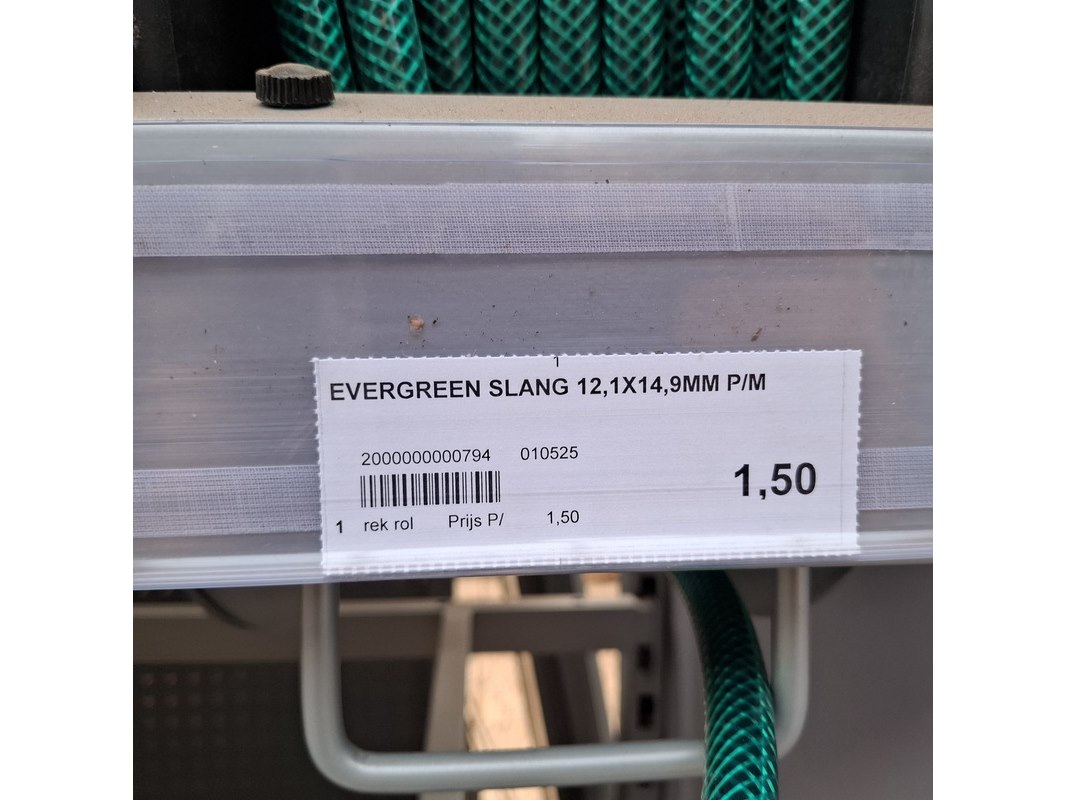 1
EVERGREEN SLANG 12,1X14,9MM P/M
2000000000794 010525
1,50
1 rek rol Prijs P/ 1,50